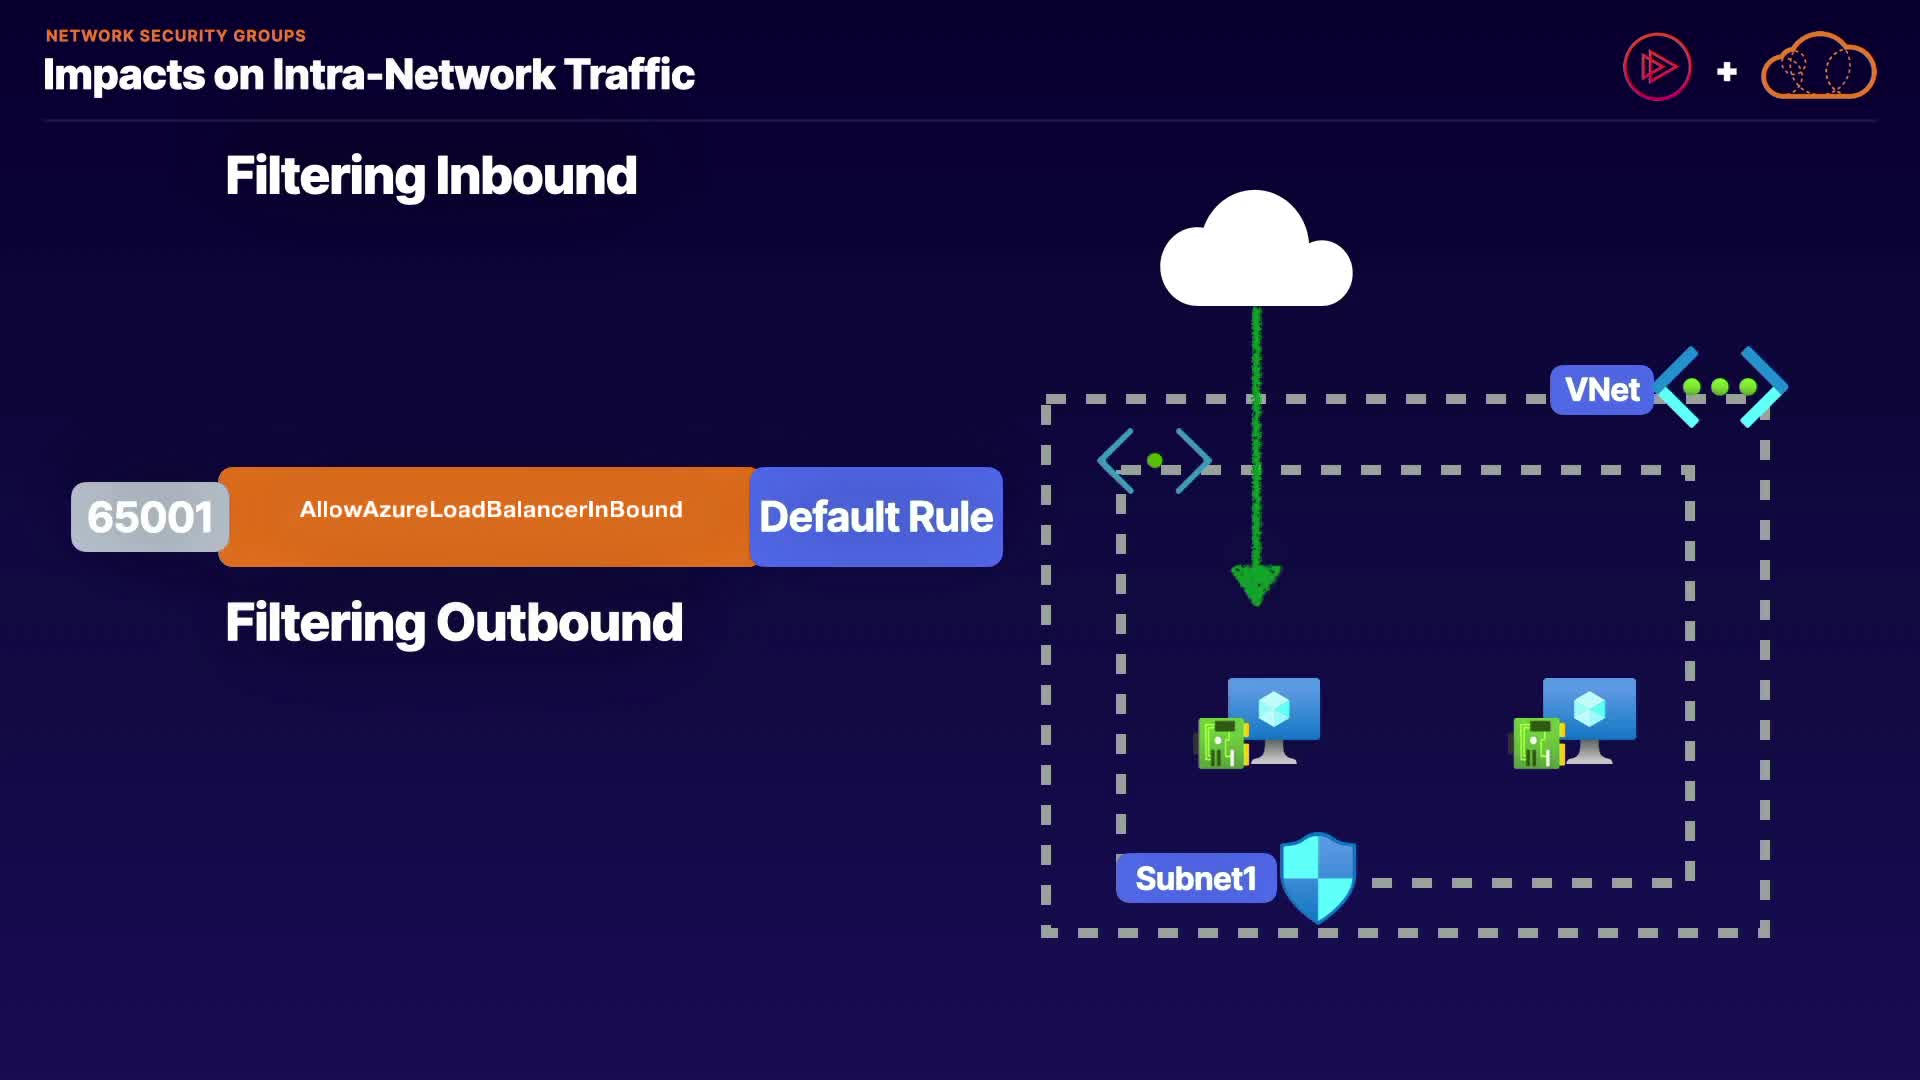 NETWORK SECURITY GROUPS
Impacts on Intra-Network Traffic
Filtering Inbound
65001
AllowAzureLoadBalancerInBound
Default Rule
Filtering Outbound
VNet
Subnet1